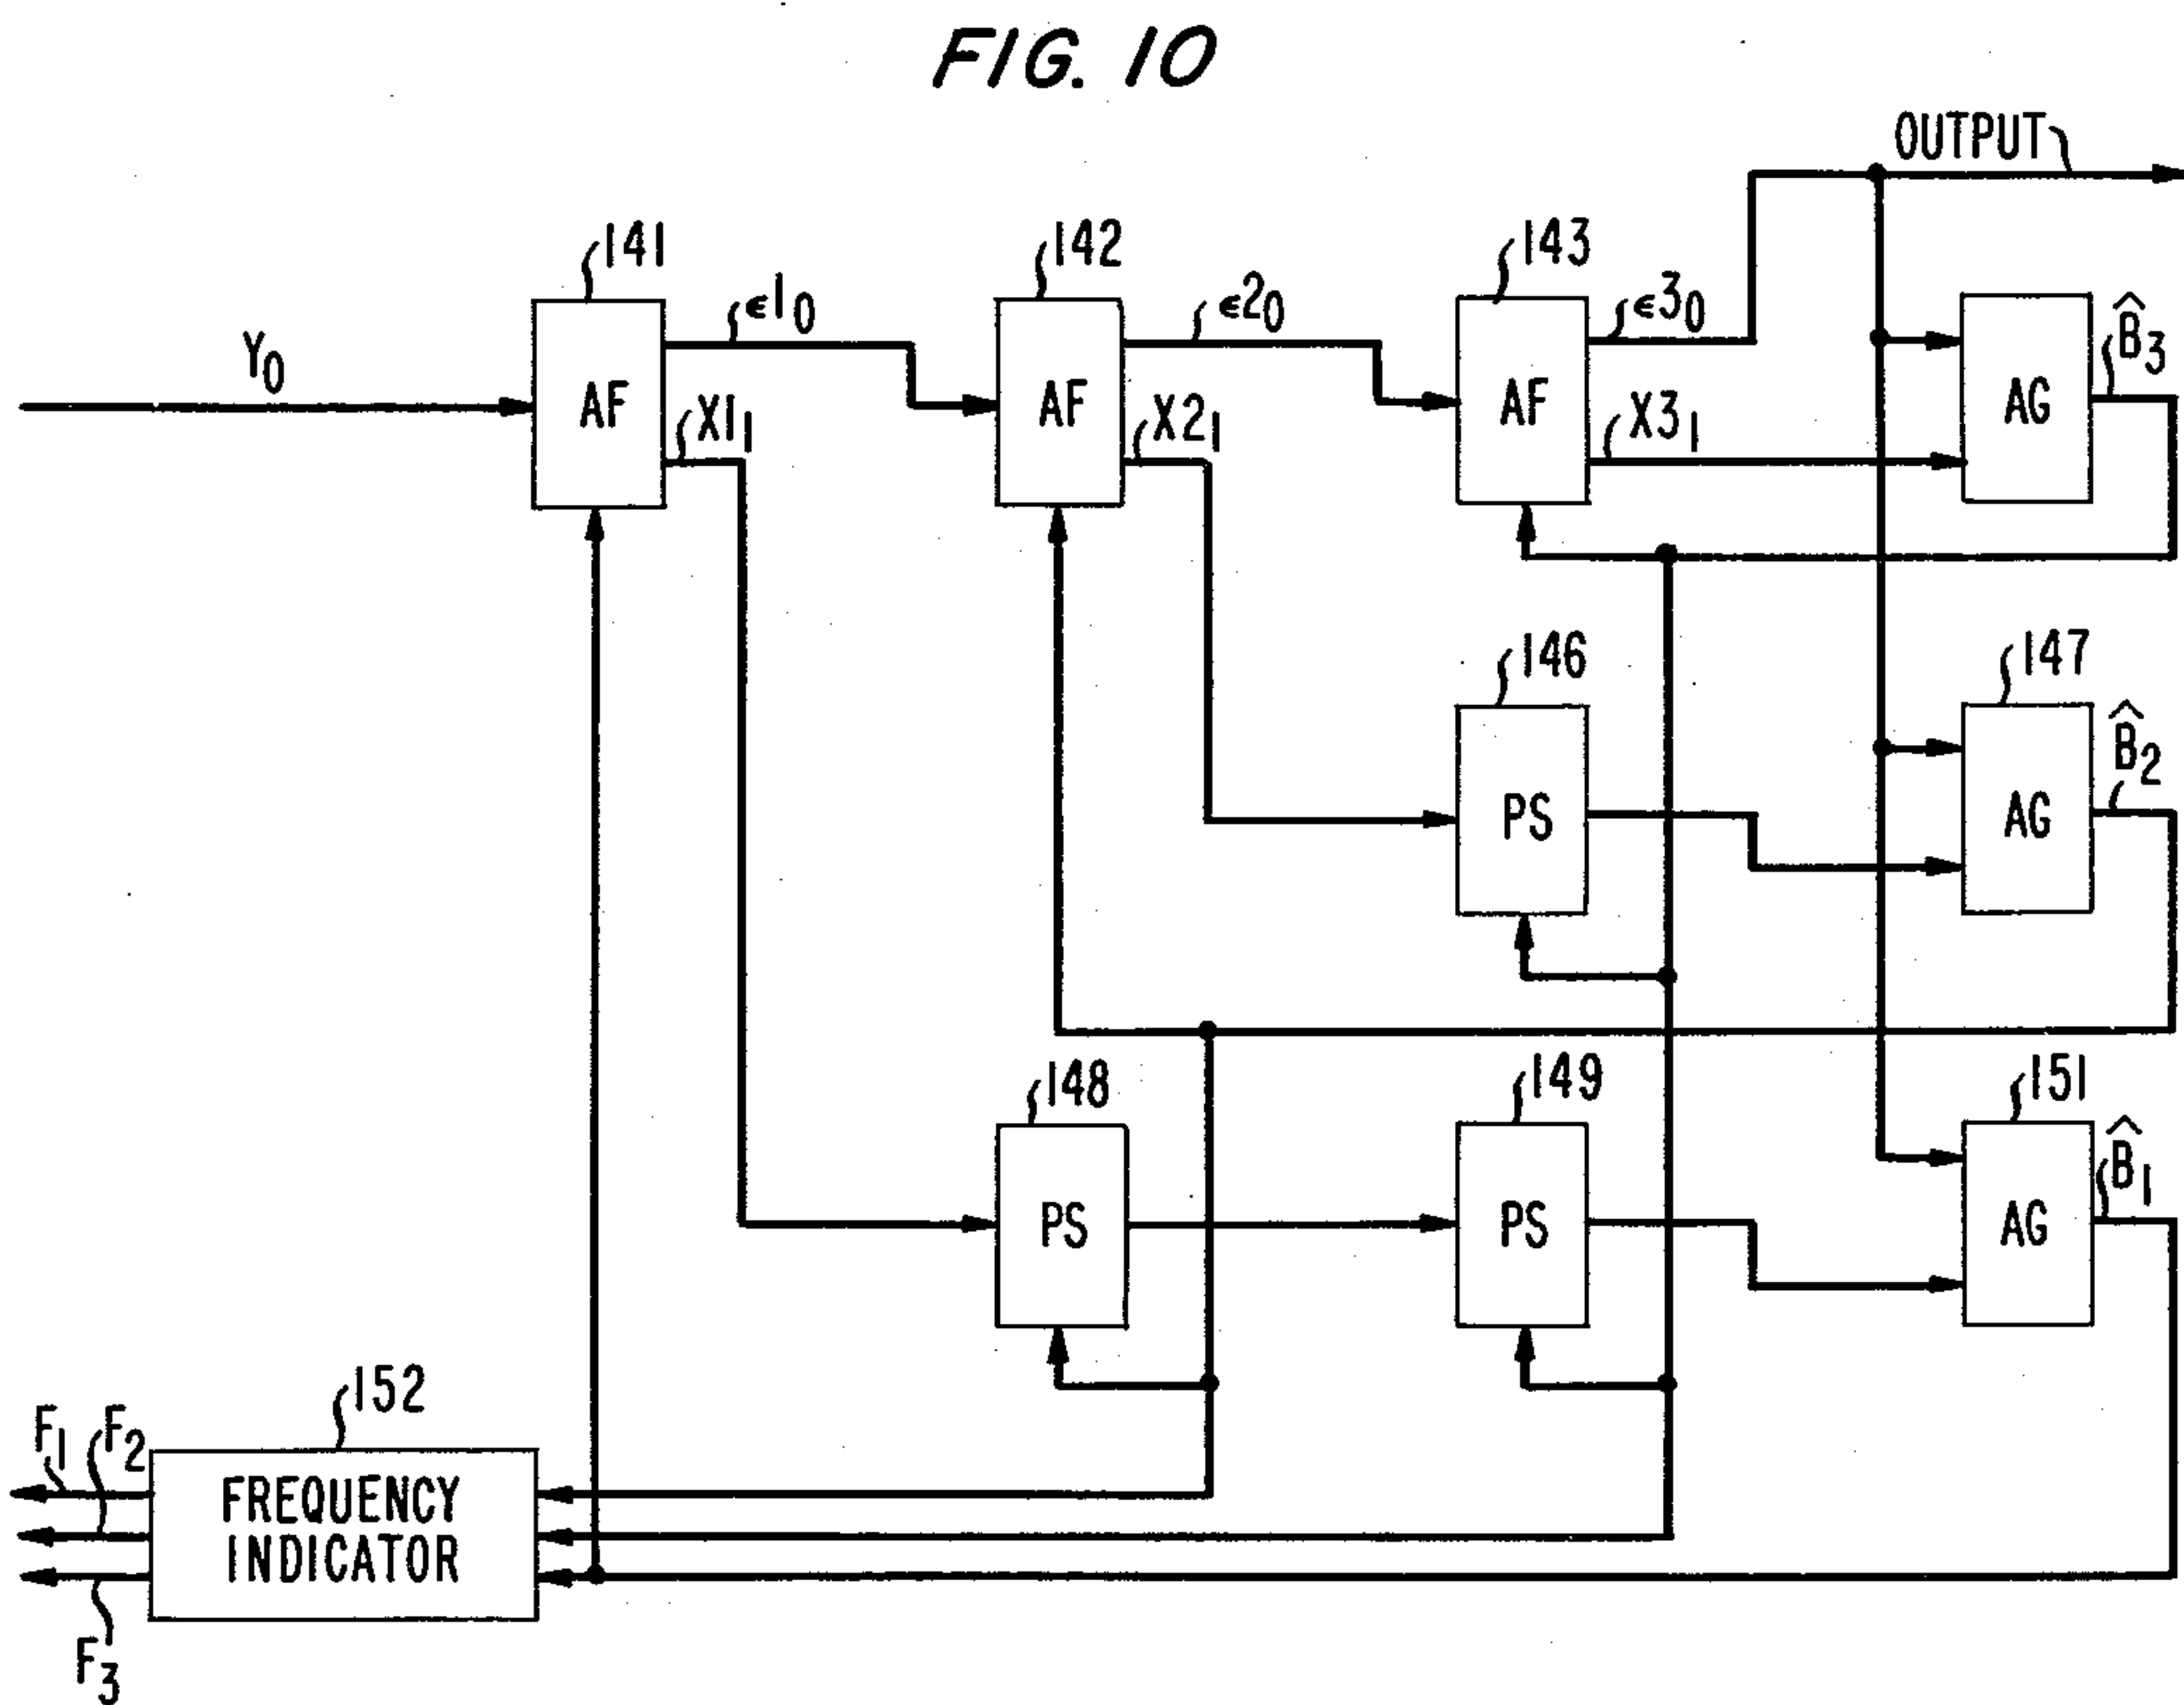 FIG. 10
OUTPUT
141
142
143
Y₀
ϵ1₀
ϵ2₀
ϵ3₀
B̂₃
AF
AF
AF
AG
X1₁
X2₁
X3₁
146
147
B̂₂
PS
AG
148
149
151
B̂₁
PS
PS
AG
152
F₁
F₂
FREQUENCY
INDICATOR
F₃